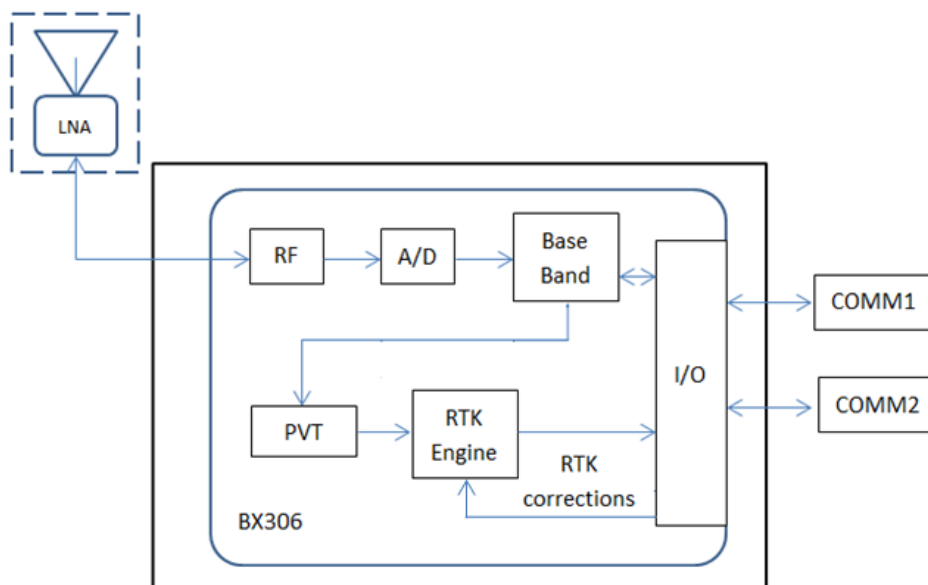 LNA
RF
A/D
Base
Band
COMM1
I/O
COMM2
PVT
RTK
Engine
RTK
corrections
BX306